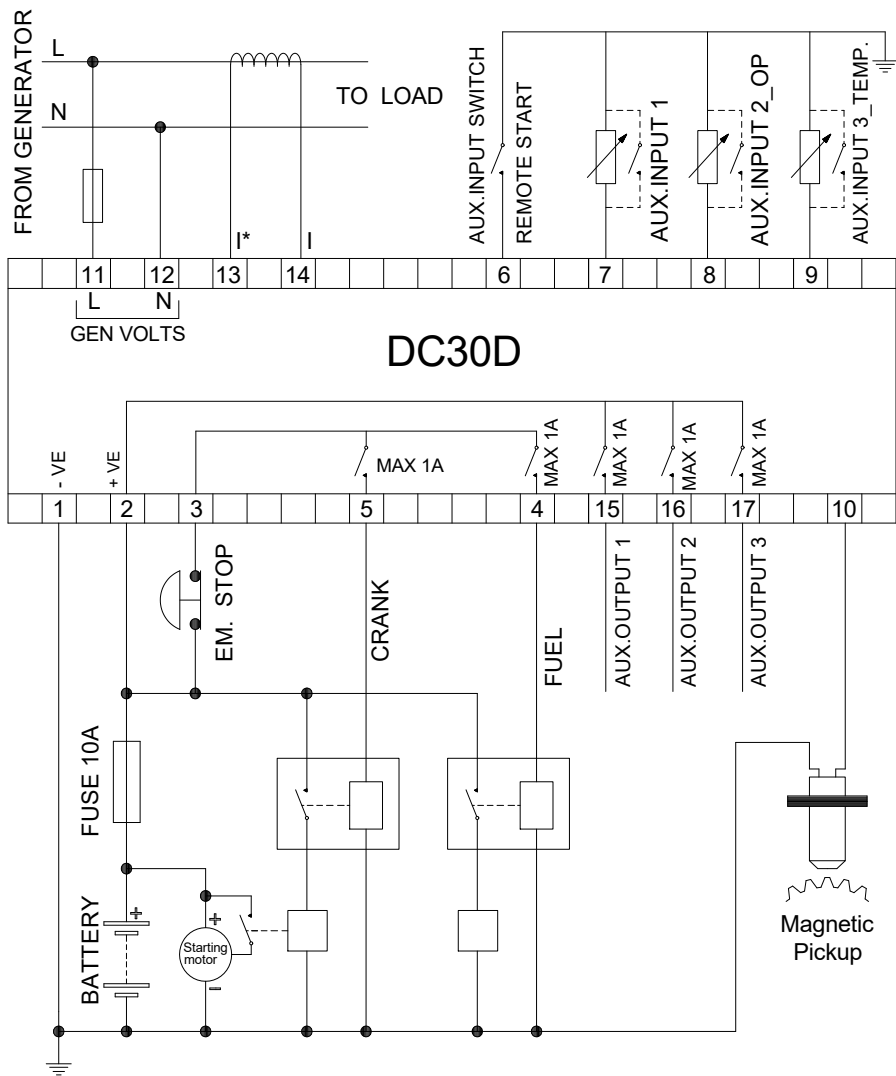 FROM GENERATOR
L
N
TO LOAD
I*
I
AUX.INPUT SWITCH
REMOTE START
AUX.INPUT 1
AUX.INPUT 2_OP
AUX.INPUT 3_TEMP.
11
12
13
14
6
7
8
9
L
N
GEN VOLTS
DC30D
- VE
+ VE
MAX 1A
MAX 1A
MAX 1A
MAX 1A
MAX 1A
1
2
3
5
4
15
16
17
10
EM. STOP
CRANK
FUEL
AUX.OUTPUT 1
AUX.OUTPUT 2
AUX.OUTPUT 3
FUSE 10A
BATTERY
+
+
Starting
motor
-
Magnetic
Pickup